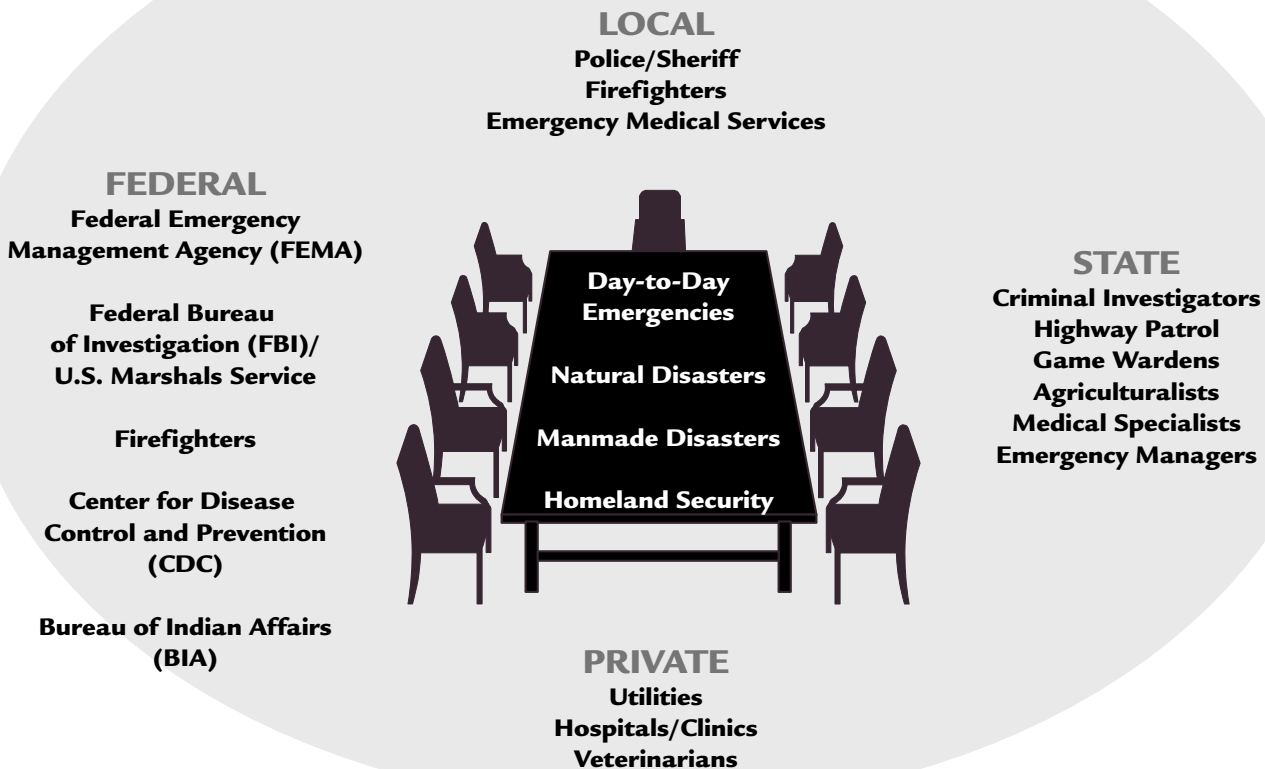 LOCAL
Police/Sheriff
Firefighters
Emergency Medical Services
FEDERAL
Federal Emergency
Management Agency (FEMA)
Federal Bureau
of Investigation (FBI)/
U.S. Marshals Service
Firefighters
Center for Disease
Control and Prevention
(CDC)
Bureau of Indian Affairs
(BIA)
Day-to-Day
Emergencies
Natural Disasters
Manmade Disasters
Homeland Security
STATE
Criminal Investigators
Highway Patrol
Game Wardens
Agriculturalists
Medical Specialists
Emergency Managers
PRIVATE
Utilities
Hospitals/Clinics
Veterinarians